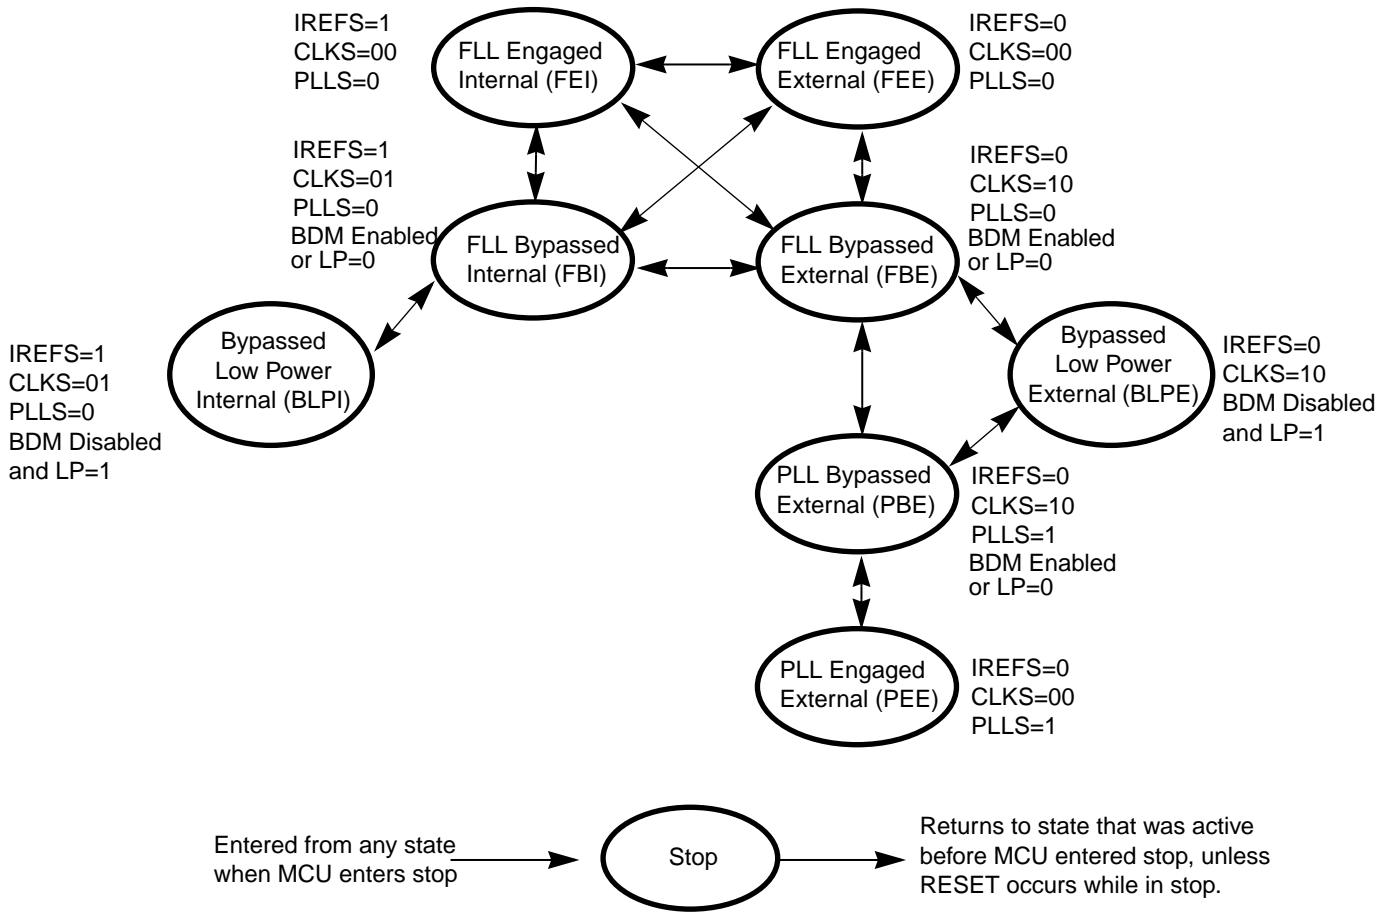 IREFS=1
CLKS=00
PLLS=0
FLL Engaged
Internal (FEI)
FLL Engaged
External (FEE)
IREFS=0
CLKS=00
PLLS=0
IREFS=1
CLKS=01
PLLS=0
BDM Enabled
or LP=0
FLL Bypassed
Internal (FBI)
FLL Bypassed
External (FBE)
IREFS=0
CLKS=10
PLLS=0
BDM Enabled
or LP=0
IREFS=1
CLKS=01
PLLS=0
BDM Disabled
and LP=1
Bypassed
Low Power
Internal (BLPI)
Bypassed
Low Power
External (BLPE)
IREFS=0
CLKS=10
BDM Disabled
and LP=1
PLL Bypassed
External (PBE)
IREFS=0
CLKS=10
PLLS=1
BDM Enabled
or LP=0
PLL Engaged
External (PEE)
IREFS=0
CLKS=00
PLLS=1
Entered from any state
when MCU enters stop
Stop
Returns to state that was active
before MCU entered stop, unless
RESET occurs while in stop.